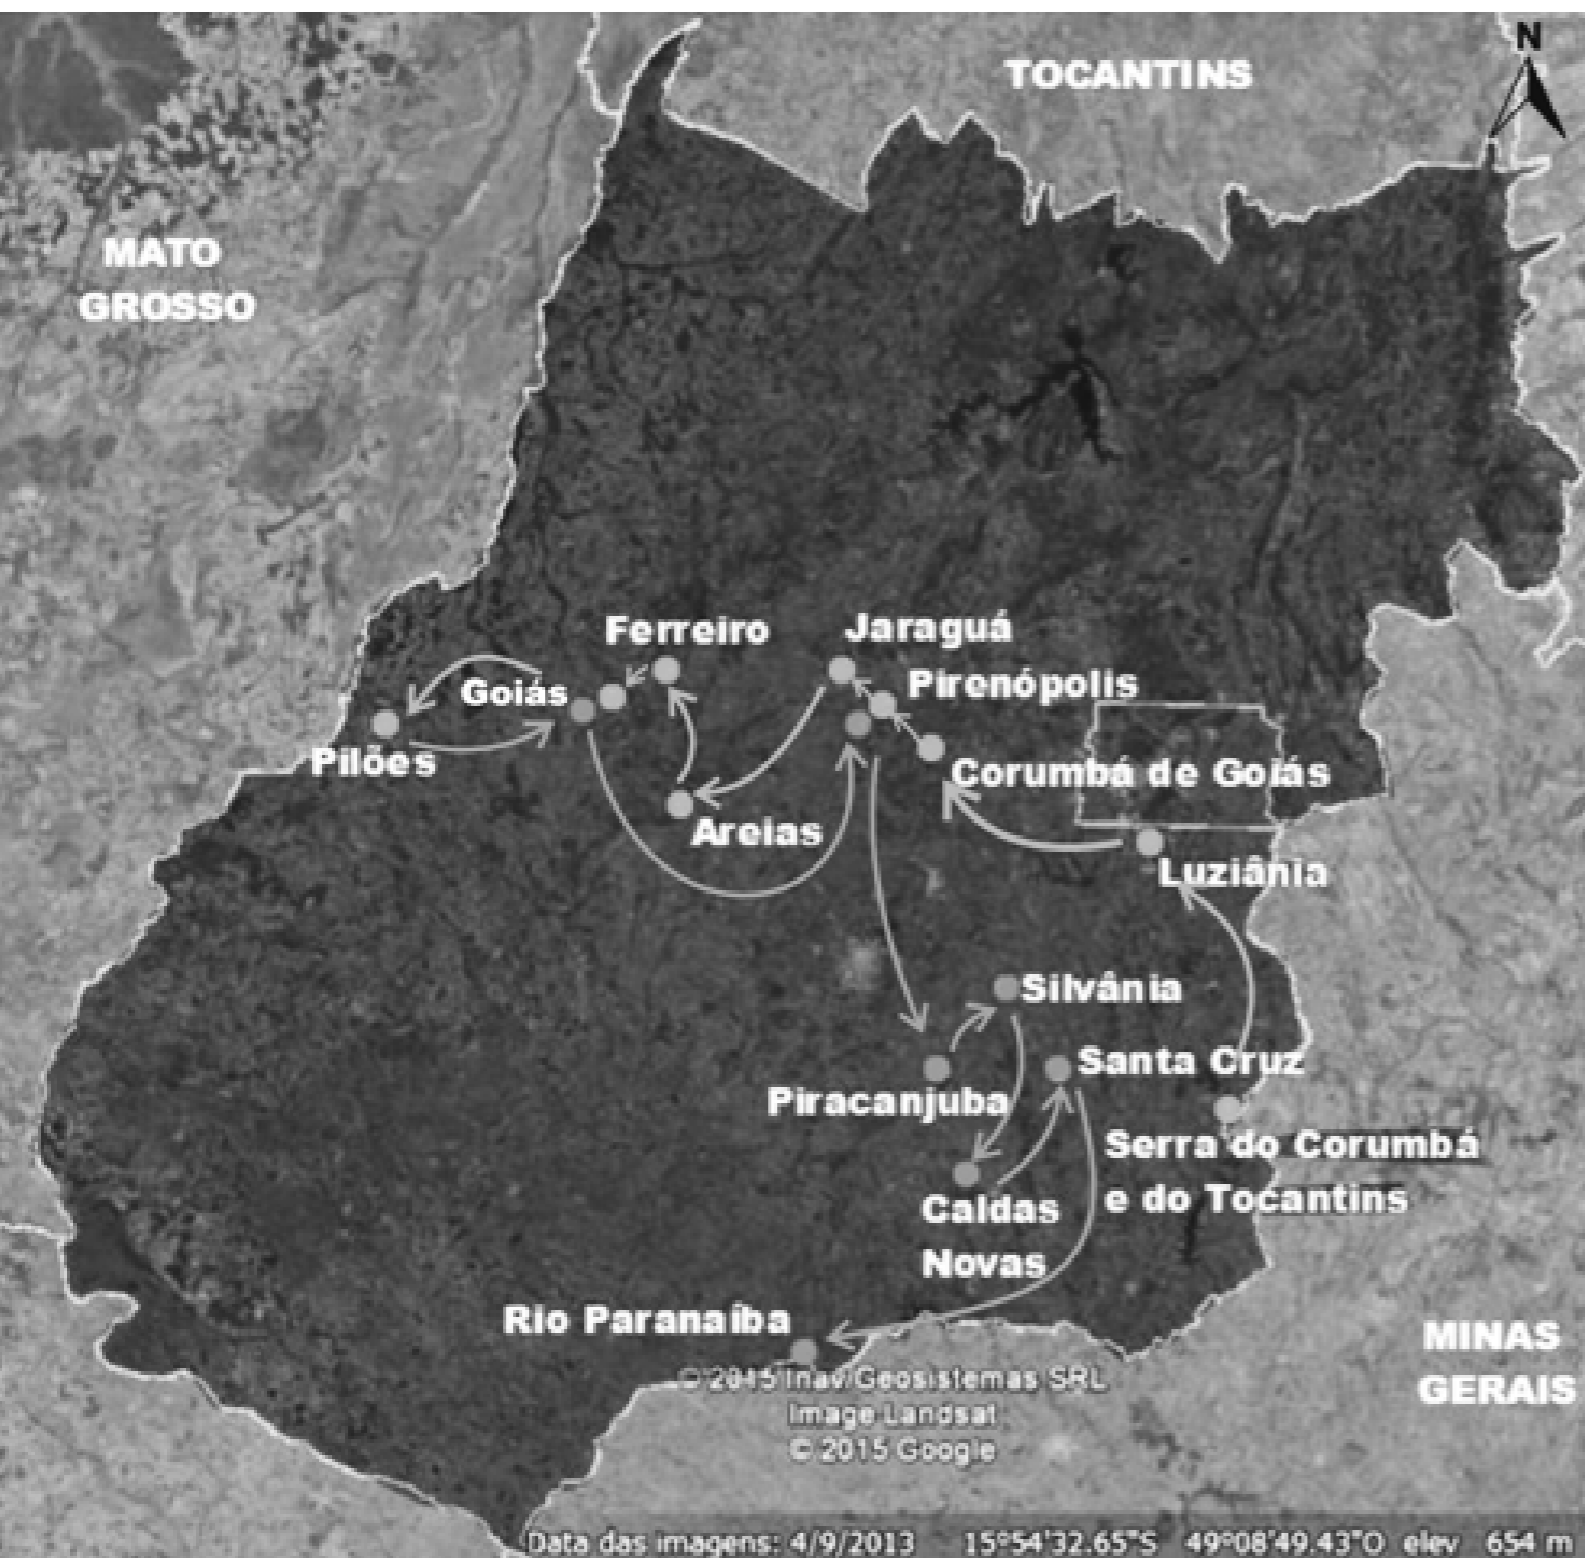 N
TOCANTINS
MATO
GROSSO
Ferreiro
Jaraguá
Goiás
Pirenópolis
Pilões
Corumbá de Goiás
Areias
Luziânia
Silvânia
Santa Cruz
Piracanjuba
Serra do Corumbá
e do Tocantins
Caldas
Novas
Rio Paranaíba
MINAS
GERAIS
© 2015 Inav/Geosistemas SRL
Image Landsat
© 2015 Google
Data das imagens: 4/9/2013 15°54'32.65"S 49°08'49.43"O elev 654 m